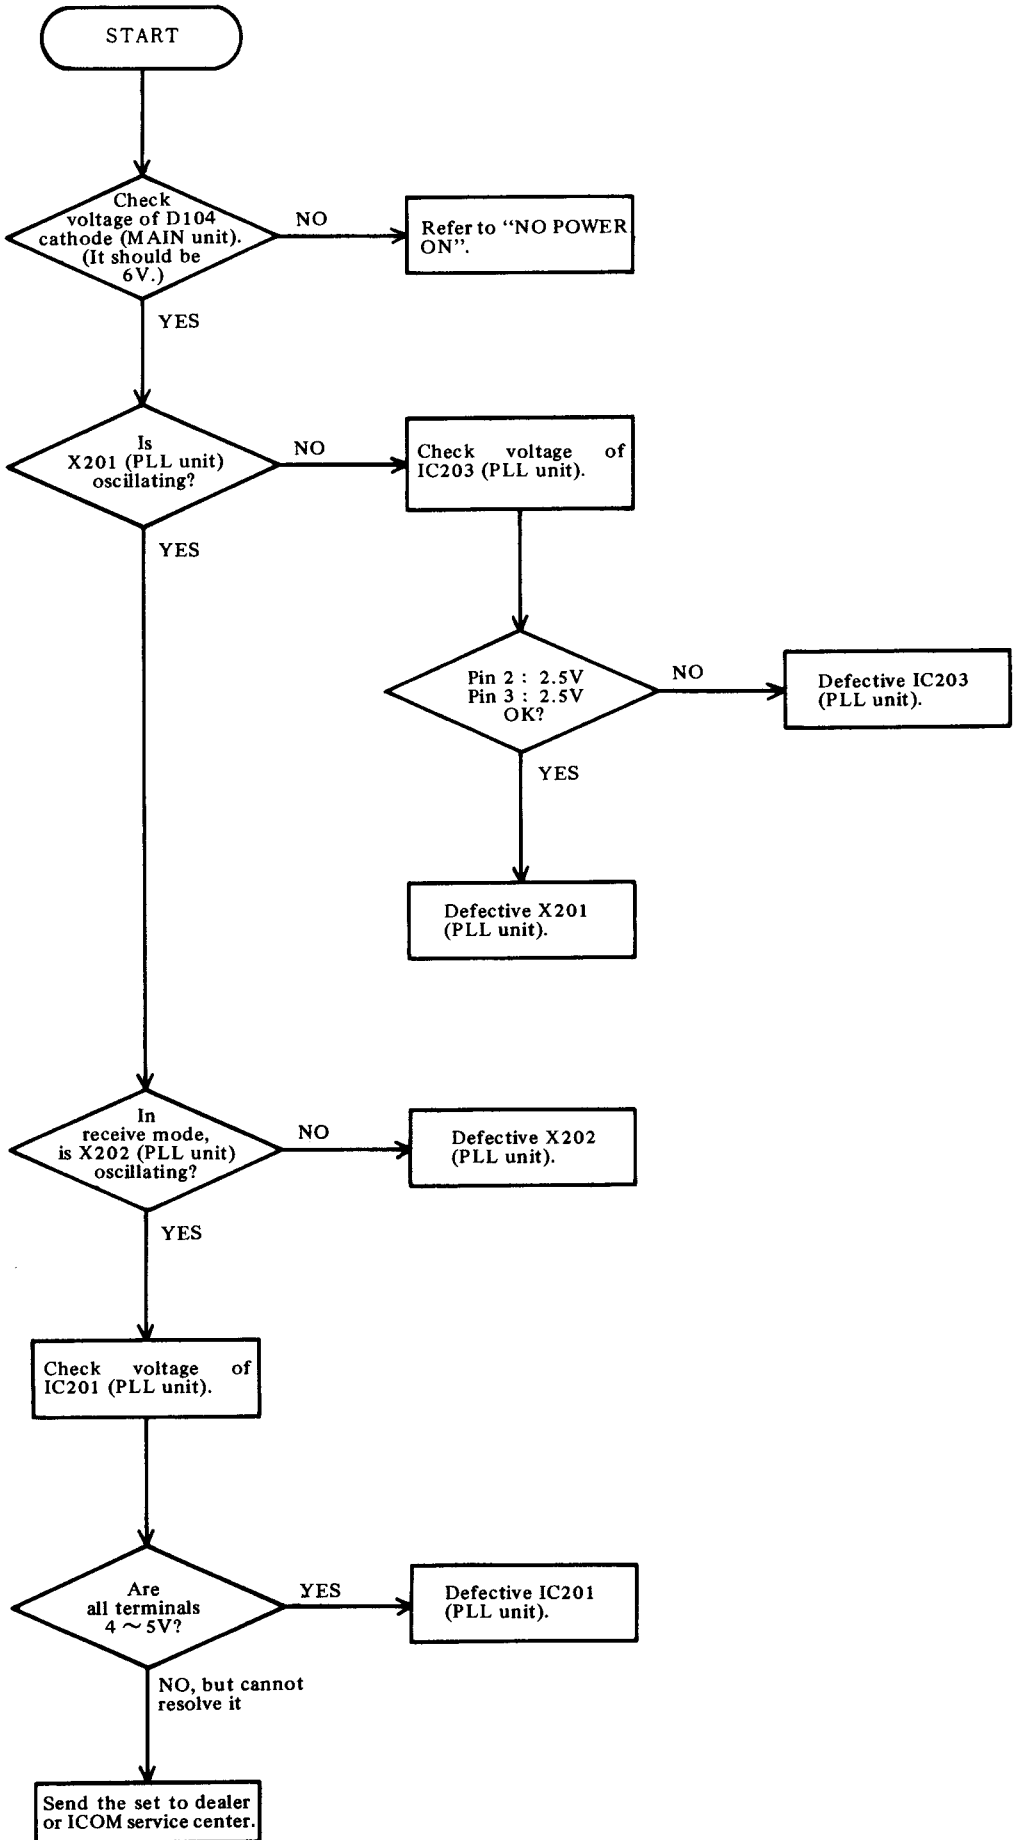 START
Check
voltage of D104
cathode (MAIN unit).
(It should be
6V.)
NO
Refer to “NO POWER
ON”.
YES
Is
X201 (PLL unit)
oscillating?
NO
Check voltage of
IC203 (PLL unit).
YES
Pin 2 : 2.5V
Pin 3 : 2.5V
OK?
NO
Defective IC203
(PLL unit).
YES
Defective X201
(PLL unit).
In
receive mode,
is X202 (PLL unit)
oscillating?
NO
Defective X202
(PLL unit).
YES
Check voltage of
IC201 (PLL unit).
Are
all terminals
4 ~ 5V?
YES
Defective IC201
(PLL unit).
NO, but cannot
resolve it
Send the set to dealer
or ICOM service center.